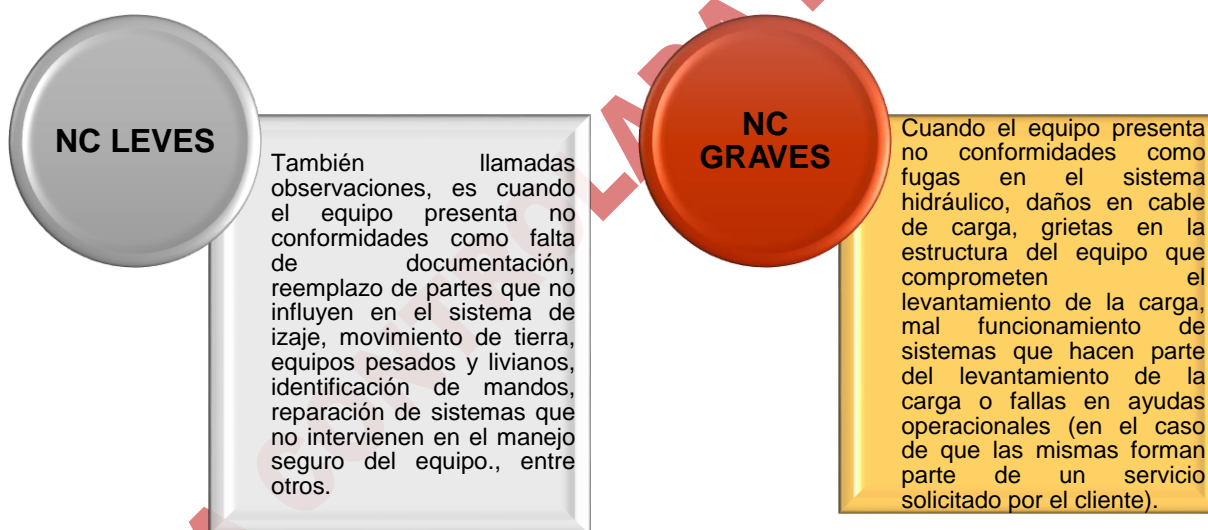 NC LEVES
También llamadas
observaciones, es cuando
el equipo presenta no
conformidades como falta
de documentación,
reemplazo de partes que no
influyen en el sistema de
izaje, movimiento de tierra,
equipos pesados y livianos,
identificación de mandos,
reparación de sistemas que
no intervienen en el manejo
seguro del equipo., entre
otros.
NC
GRAVES
Cuando el equipo presenta
no conformidades como
fugas en el sistema
hidráulico, daños en cable
de carga, grietas en la
estructura del equipo que
comprometen el
levantamiento de la carga,
mal funcionamiento de
sistemas que hacen parte
del levantamiento de la
carga o fallas en ayudas
operacionales (en el caso
de que las mismas forman
parte de un servicio
solicitado por el cliente).